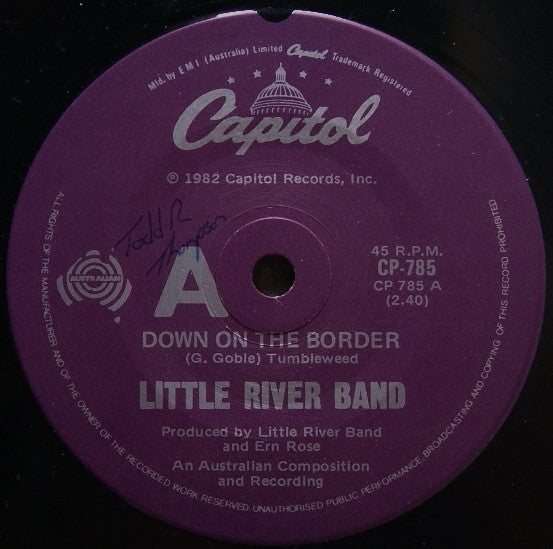 Mfd. by E M I (Australia) Limited Capitol Trademark Registered
Capitol
℗ 1982 Capitol Records, Inc.
Todd R
Thompson
A
AUSTRALIAN
45 R.P.M.
CP-785
CP 785 A
(2.40)
DOWN ON THE BORDER
(G. Goble) Tumbleweed
LITTLE RIVER BAND
Produced by Little River Band
and Ern Rose
An Australian Composition
and Recording
ALL RIGHTS OF THE MANUFACTURER AND OF THE OWNER OF THE RECORDED WORK RESERVED. UNAUTHORISED PUBLIC PERFORMANCE, BROADCASTING AND COPYING OF THIS RECORD PROHIBITED